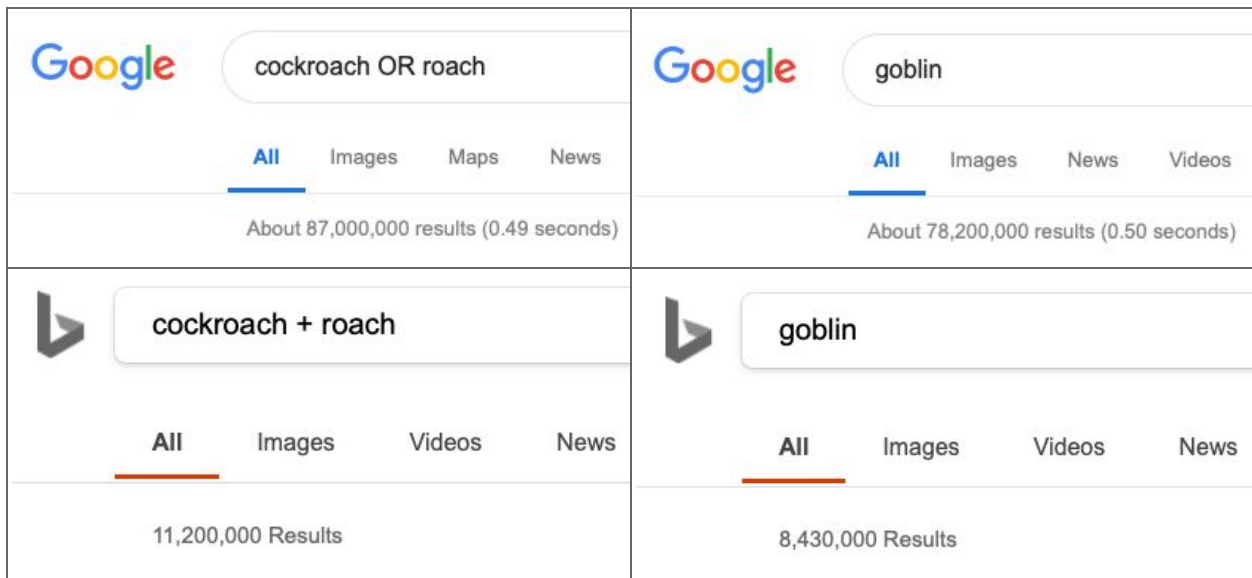 Google
cockroach OR roach
All Images Maps News
About 87,000,000 results (0.49 seconds)
Google
goblin
All Images News Videos
About 78,200,000 results (0.50 seconds)
cockroach + roach
All Images Videos News
11,200,000 Results
goblin
All Images Videos News
8,430,000 Results